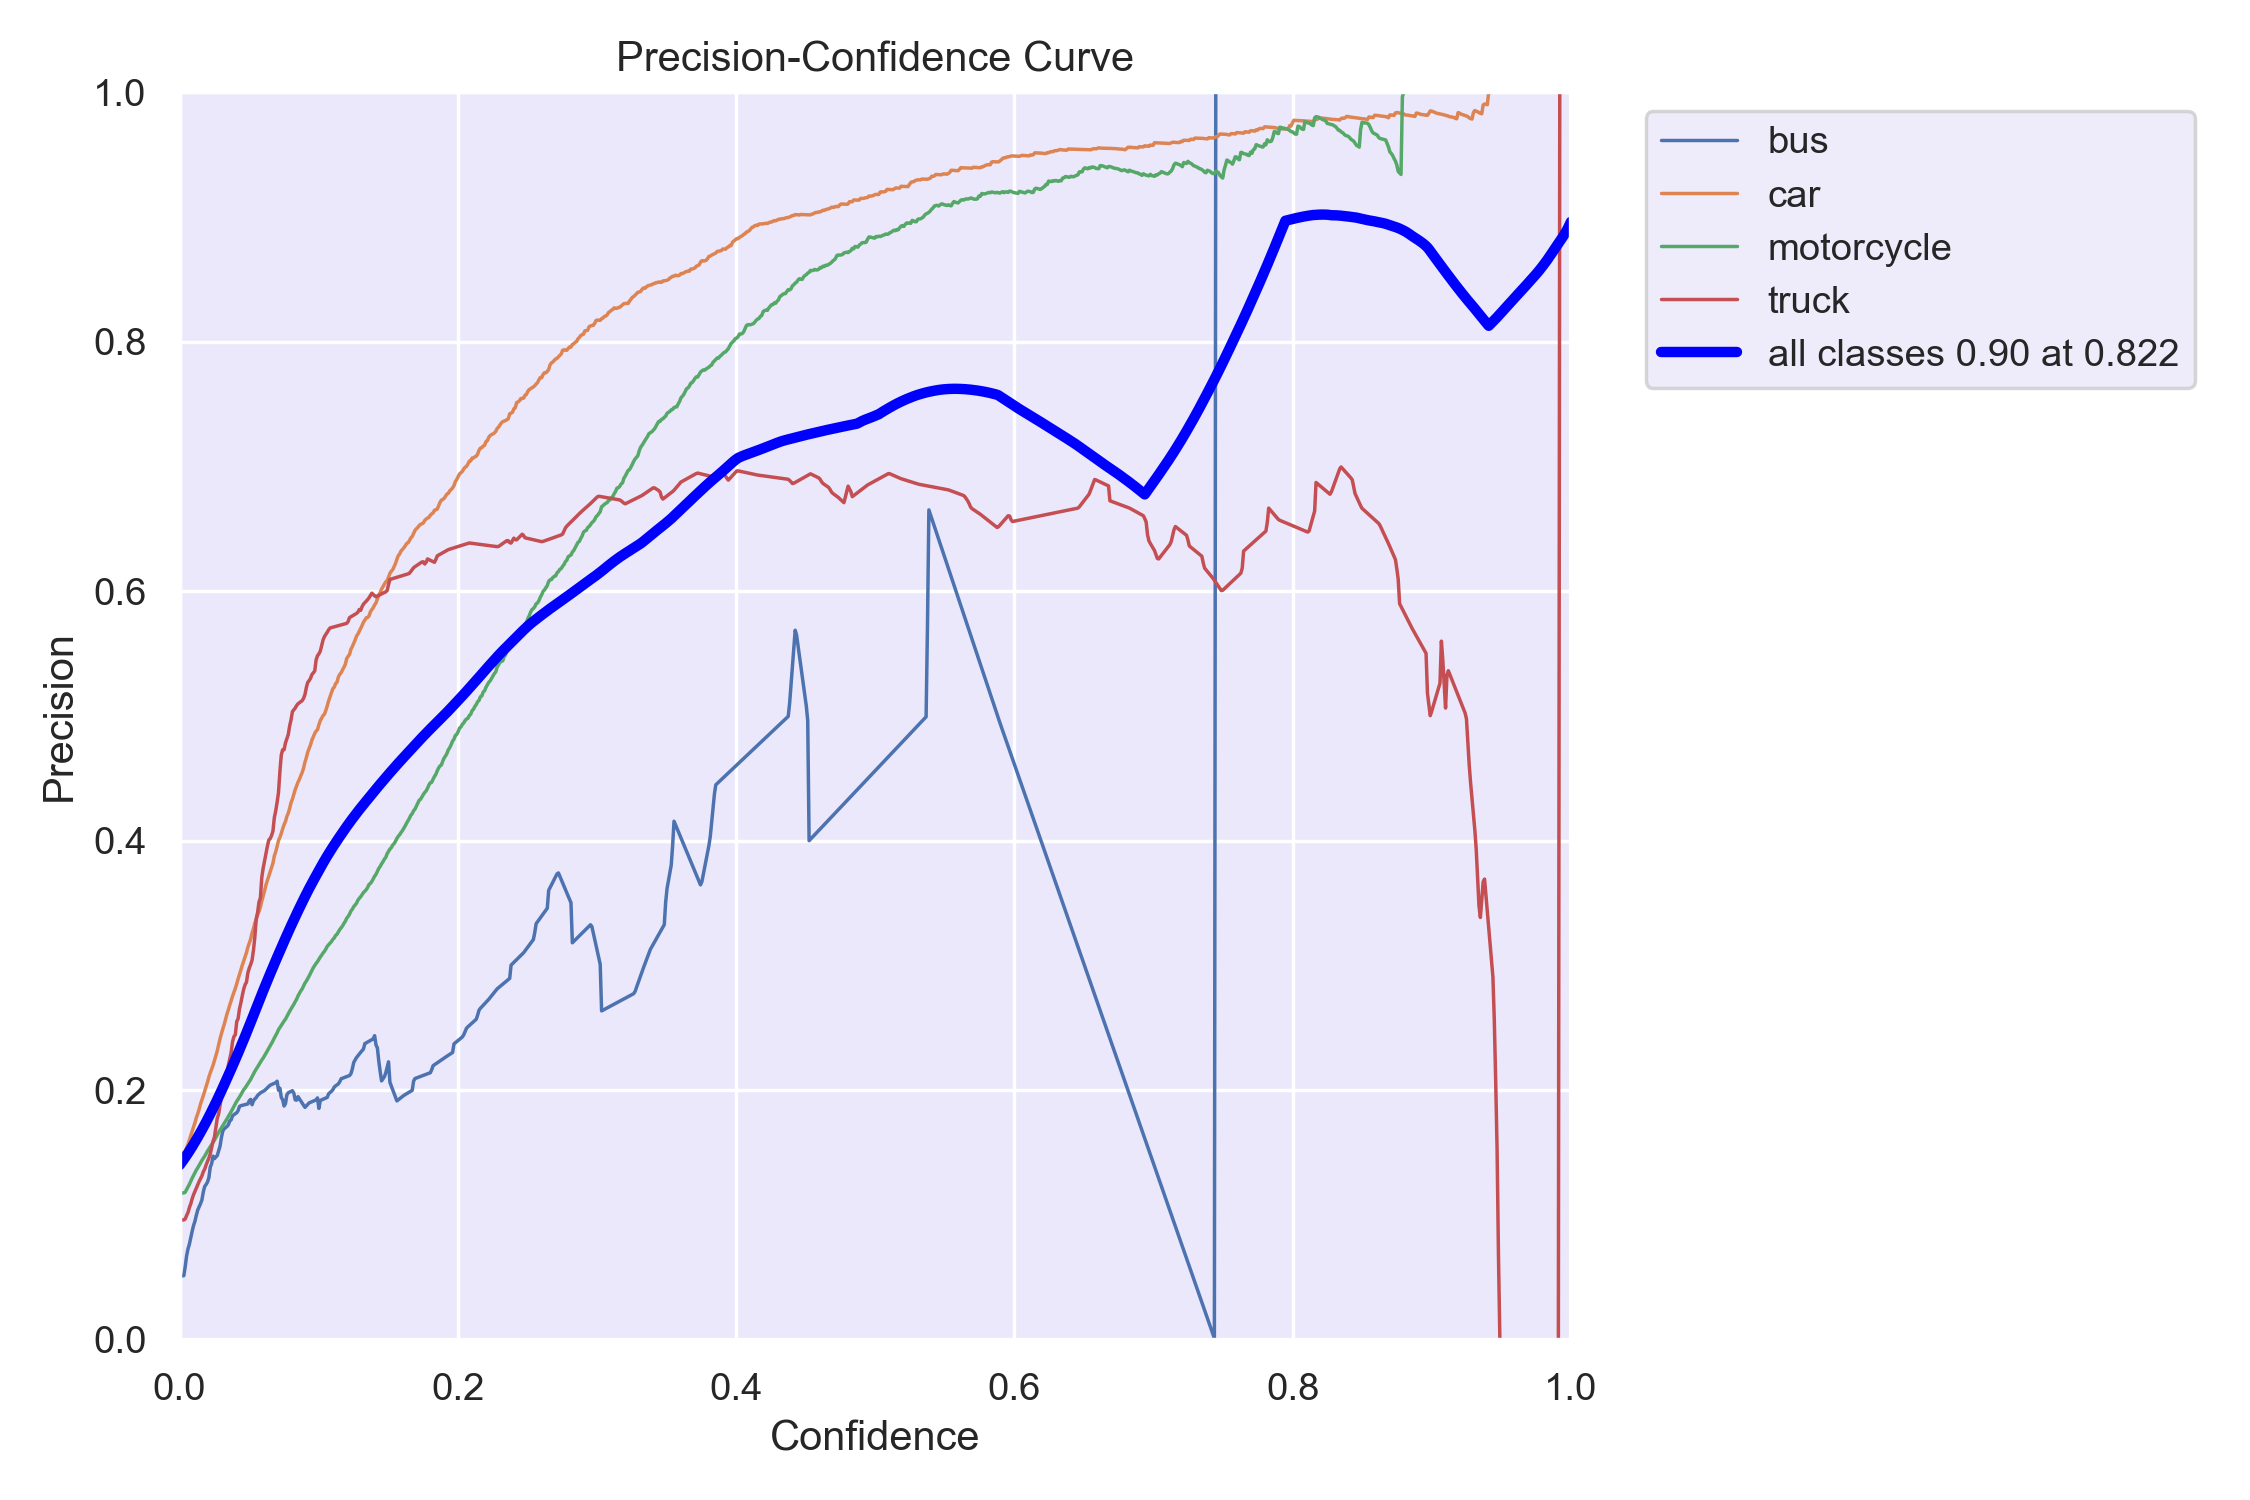 Precision-Confidence Curve
1.0
0.8
0.6
0.4
0.2
0.0
Precision
0.0 0.2 0.4 0.6 0.8 1.0
Confidence
bus
car
motorcycle
truck
all classes 0.90 at 0.822